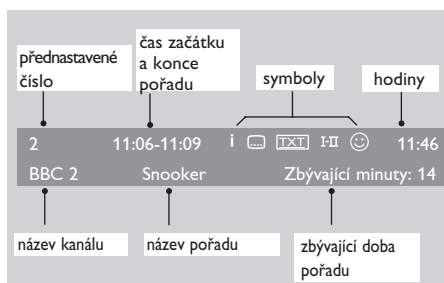 přednastavené
číslo
čas začátku
a konce
pořadu
symboly
hodiny
2 11:06-11:09 i TXT I-II 11:46
BBC 2 Snooker Zbývající minuty: 14
název kanálu
název pořadu
zbývající doba
pořadu